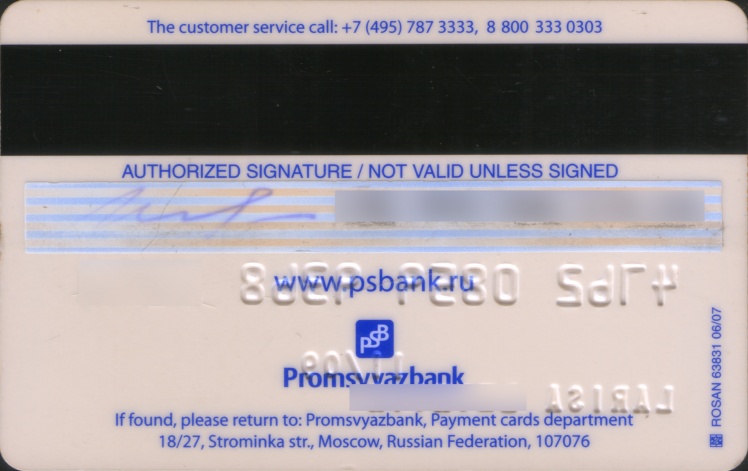 The customer service call: +7 (495) 787 3333, 8 800 333 0303
AUTHORIZED SIGNATURE / NOT VALID UNLESS SIGNED
www.psbank.ru
PSB
Promsvyazbank
LARISA
If found, please return to: Promsvyazbank, Payment cards department
18/27, Strominka str., Moscow, Russian Federation, 107076
ROSAN 63831 06/07